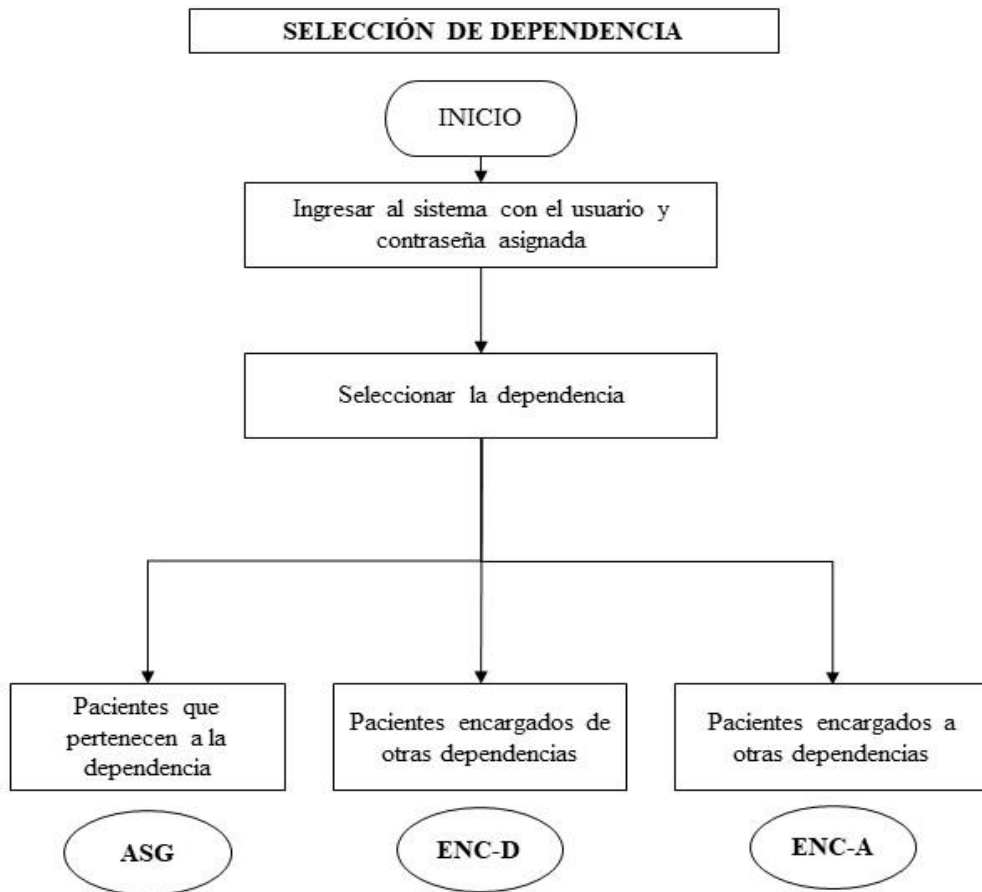 SELECCIÓN DE DEPENDENCIA
INICIO
Ingresar al sistema con el usuario y
contraseña asignada
Seleccionar la dependencia
Pacientes que
pertenecen a la
dependencia
Pacientes encargados de
otras dependencias
Pacientes encargados a
otras dependencias
ASG
ENC-D
ENC-A